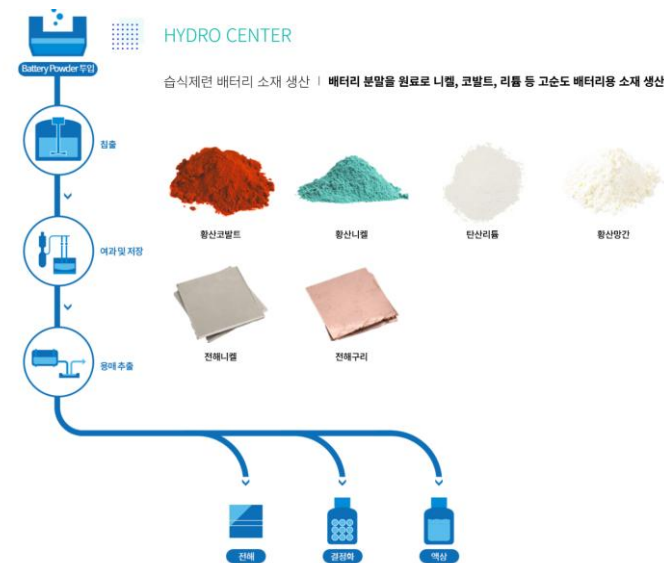 HYDRO CENTER
Battery Powder 투입
습식제련 배터리 소재 생산 | 배터리 분말을 원료로 니켈, 코발트, 리튬 등 고순도 배터리용 소재 생산
침출
황산코발트 황산니켈 탄산리튬 황산망간
여과 및 저장
전해니켈 전해구리
용매 추출
전해 결정화 액상